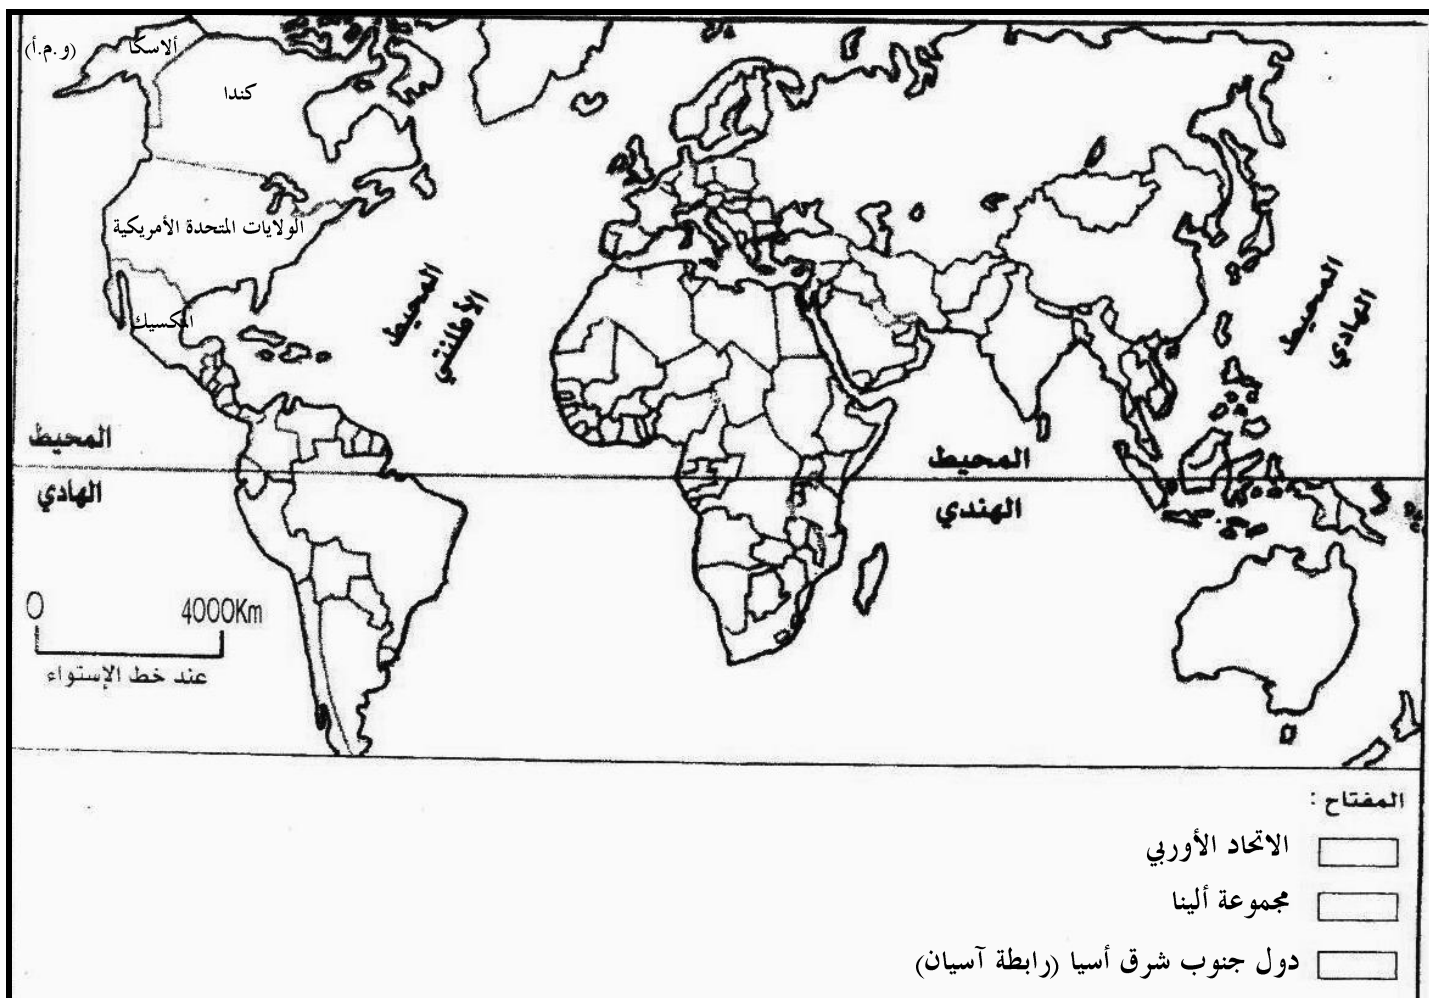 ألاسكا
(و.م.أ)
كندا
الولايات المتحدة الأمريكية
المكسيك
المحيط
الأطلنتي
المحيط
الهادي
المحيط
الهادي
المحيط
الهندي
0 4000Km
عند خط الإستواء
المفتاح :
الاتحاد الأوربي
مجموعة ألينا
دول جنوب شرق أسيا (رابطة آسيان)